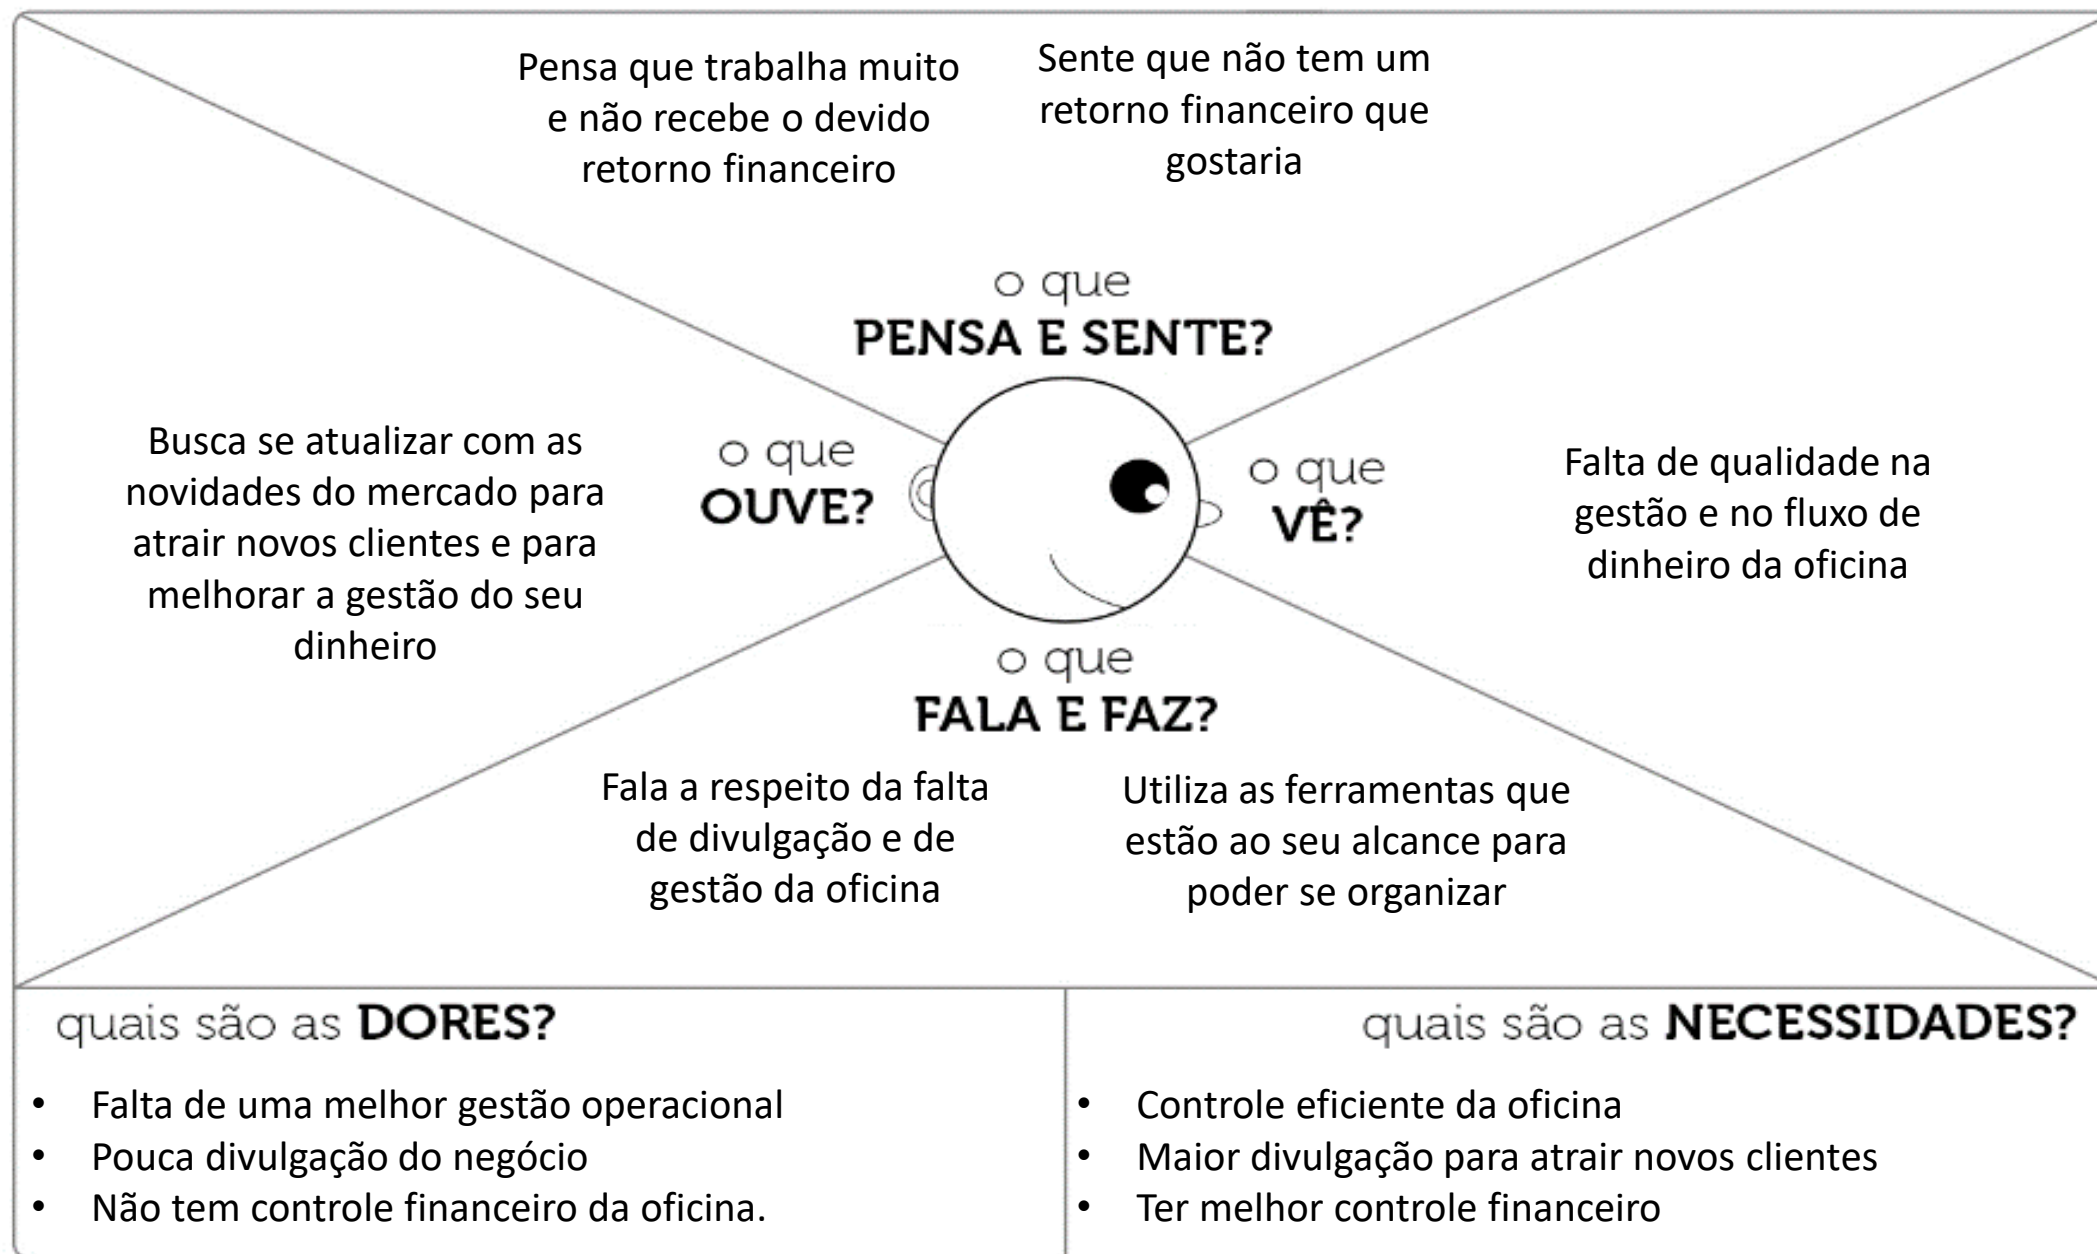 Pensa que trabalha muito
e não recebe o devido
retorno financeiro
Sente que não tem um
retorno financeiro que
gostaria
o que
PENSA E SENTE?
Busca se atualizar com as
novidades do mercado para
atrair novos clientes e para
melhorar a gestão do seu
dinheiro
o que
OUVE?
o que
VÊ?
Falta de qualidade na
gestão e no fluxo de
dinheiro da oficina
o que
FALA E FAZ?
Fala a respeito da falta
de divulgação e de
gestão da oficina
Utiliza as ferramentas que
estão ao seu alcance para
poder se organizar
quais são as DORES?
• Falta de uma melhor gestão operacional
• Pouca divulgação do negócio
• Não tem controle financeiro da oficina.
quais são as NECESSIDADES?
• Controle eficiente da oficina
• Maior divulgação para atrair novos clientes
• Ter melhor controle financeiro